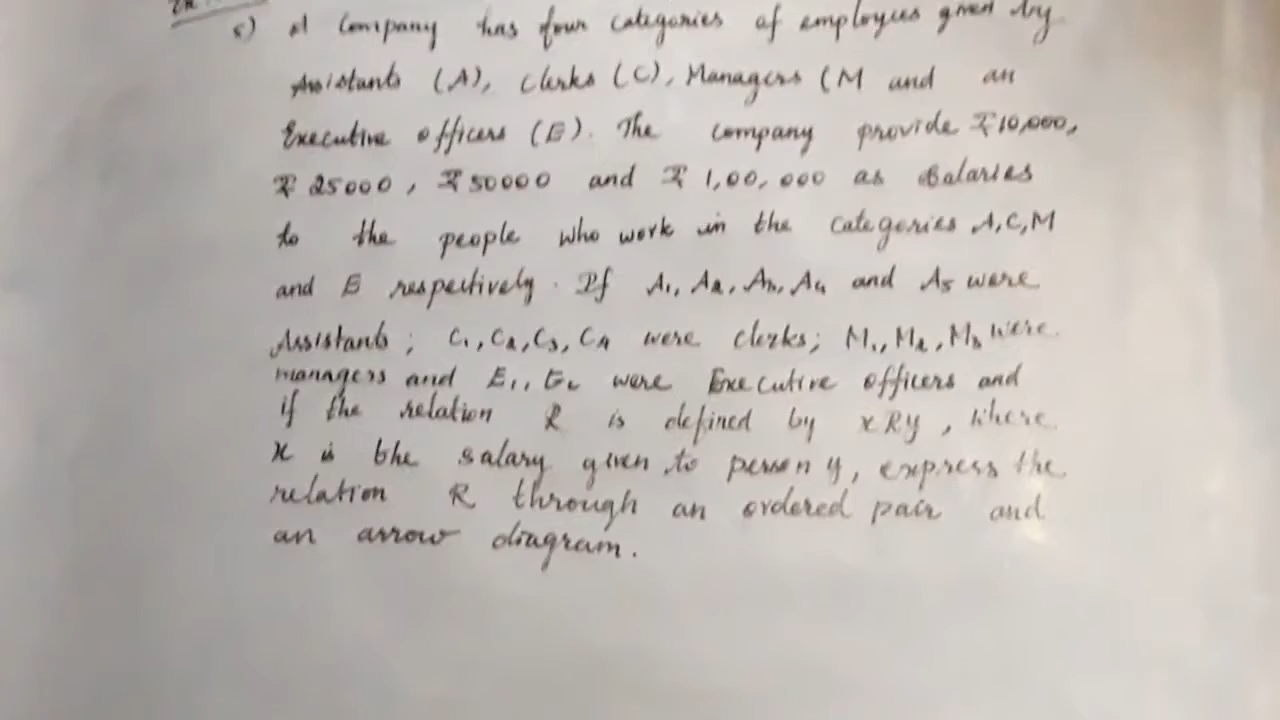 5) A Company has four categories of employees given by
Assistants (A), Clerks (C), Managers (M and an
Executive officers (E). The company provide ₹10,000,
₹ 25000, ₹ 50000 and ₹ 1,00,000 as Salaries
to the people who work in the categories A, C, M
and E respectively. If A1, A2, A3, A4 and A5 were
Assistants; C1, C2, C3, C4 were clerks; M1, M2, M3 were
managers and E1, E2 were Executive officers and
if the relation R is defined by xRy, where
x is the salary given to person y, express the
relation R through an ordered pair and
an arrow diagram.